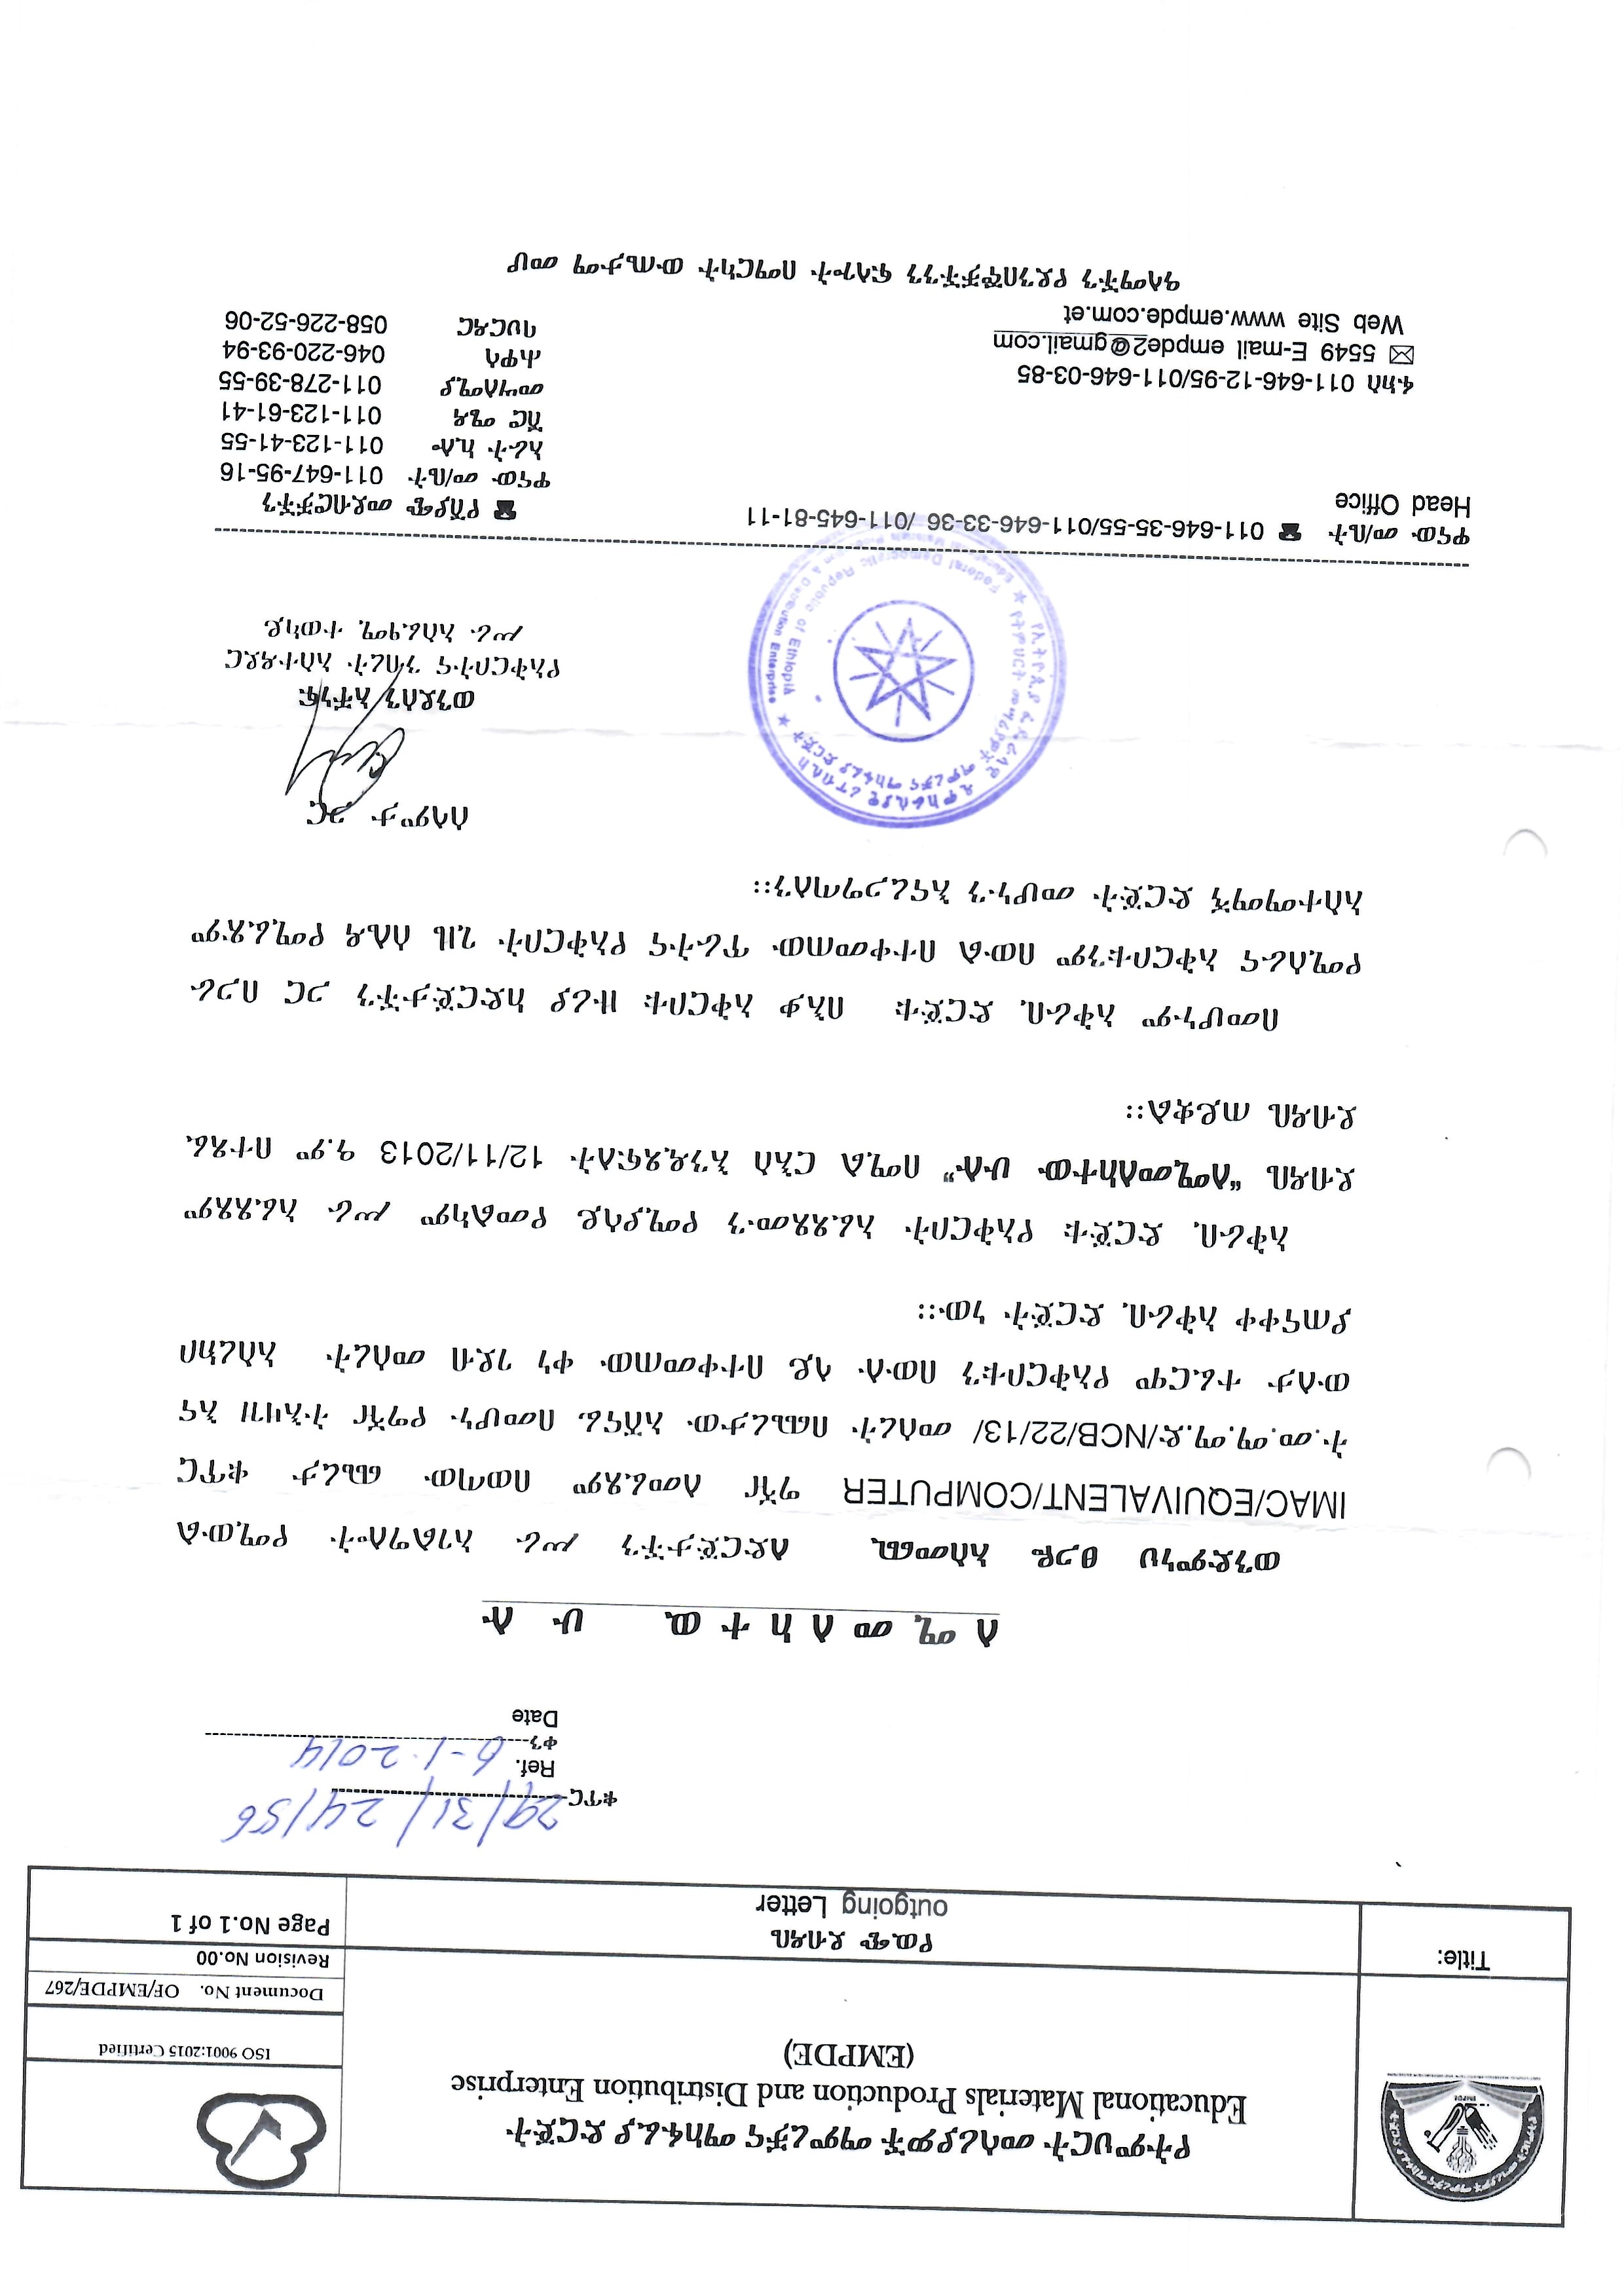 የትምህርት መሳሪያዎች ማምረቻና ማከፋፈያ ድርጅት
Educational Materials Production and Distribution Enterprise
(EMPDE)
ISO 9001:2015 Certified
Document No. OF/EMPDE/267
Revision No.00
Page No.1 of 1
Title:
የዉጭ ደብዳቤ
outgoing Letter
ቁጥር 29/31/24/56
Ref.
ቀን 6-1-2014
Date
ለሚመለከተዉ ሁሉ
ወንድምነህ ፀጋዬ አስመጪ ለድርጅታችን ሥራ አገልግሎት የሚውል
IMAC/EQUIVALENT/COMPUTER ግዥ ለመፈጸም በወጣው ጨረታ ቁጥር
ት.መ.ማ.ማ.ድ/NCB/22/13/ መሰረት በጨረታው አሸናፊ በመሆኑ የግዥ ትእዛዝ እና
ውለታ ተፈርሞ የአቅርቦቱን በውሉ ላይ በተቀመጠው ቀነ ገደብ መሰረት አስረክቦ
ያጠናቀቀ አቅራቢ ድርጅት ነው።
አቅራቢ ድርጅቱ የአቅርቦት አፈጻጸሙን የሚያሳይ የመልካም ሥራ አፈጸጸም
ደብዳቤ “ለሚመለከተው ሁሉ” በሚል ርእስ እንዲጻፍለት 12/11/2013 ዓ.ም በተጻፈ
ደብዳቤ ጠይቋል።
በመሆኑም አቅራቢ ድርጅቱ በእቃ አቅርቦቱ ዙሪያ ከድርጅታችን ጋር በጋራ
የሚሰራና አቅርቦቱንም በውል በተቀመጠው ጥራትና የአቅርቦት ጊዜ ሰሌዳ የሚፈጽም
አስተማማኝ ድርጅት መሆኑን እናረጋግጣለን።
ሰላምታ ጋር
ወንደሰን አቸነፍ
የአቅርቦትና ንብረት አስተዳደር
ሥራ አስፈፃሚ ተወካይ
የኢትዮጲያ ፌዴራላዊ ዲሞክራሲያዊ ሪፐብሊክ
የትምህርት መሣሪያዎች ማምረቻና ማከፋፈያ ድርጅት
Federal Democratic Republic of Ethiopia
Educational Materials Production & Distribution Enterprise
ዋናው መ/ቤት ☎ 011-646-35-55/011-646-33-36 /011-645-81-11
Head Office
☎ የሽያጭ መደብሮቻችን
ዋናው መ/ቤት 011-647-95-16
አራት ኪሎ 011-123-41-55
ሽሮ ሜዳ 011-123-61-41
መሣለሚያ 011-278-39-55
ሐዋሳ 046-220-93-94
ባህርዳር 058-226-52-06
ፋክስ 011-646-12-95/011-646-03-85
✉ 5549 E-mail empde2@gmail.com
Web Site www.empde.com.et
ዓላማችን የደንበኞቻችንን ፍላጐት በማርካት ውጤታማ መሆ